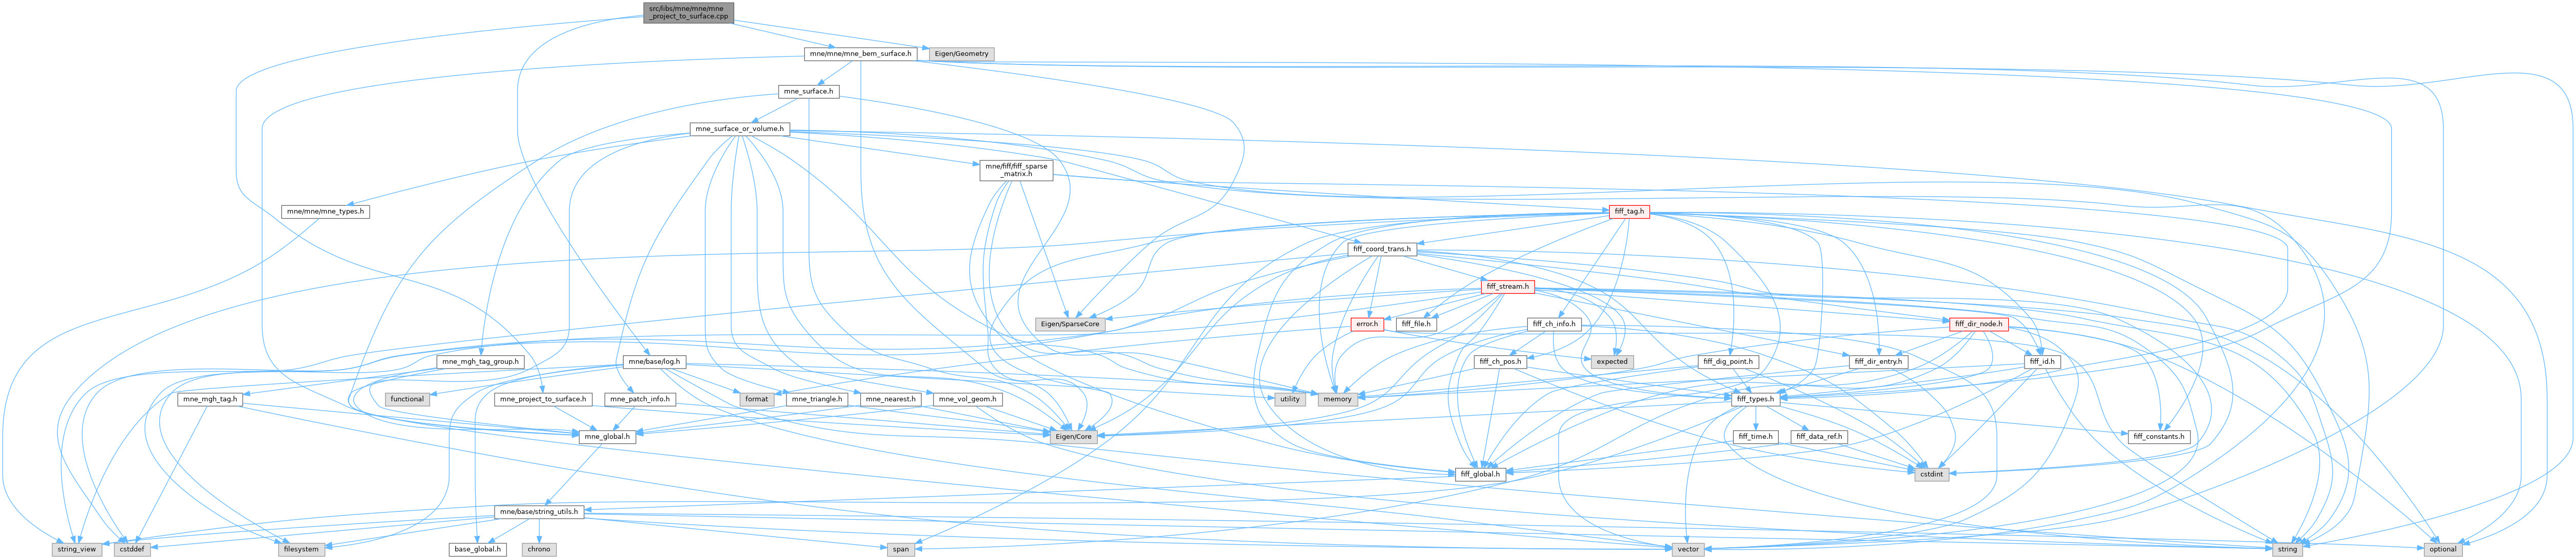 src/libs/mne/mne/mne
_project_to_surface.cpp
mne/mne/mne_bem_surface.h
Eigen/Geometry
mne_surface.h
mne_surface_or_volume.h
mne/fiff/fiff_sparse
_matrix.h
mne/mne/mne_types.h
fiff_tag.h
fiff_coord_trans.h
fiff_stream.h
Eigen/SparseCore
error.h
fiff_file.h
fiff_ch_info.h
fiff_dir_node.h
mne_mgh_tag_group.h
mne/base/log.h
fiff_ch_pos.h
expected
fiff_dig_point.h
fiff_dir_entry.h
fiff_id.h
mne_mgh_tag.h
functional
mne_project_to_surface.h
mne_patch_info.h
format
mne_triangle.h
mne_nearest.h
mne_vol_geom.h
utility
memory
fiff_types.h
mne_global.h
Eigen/Core
fiff_time.h
fiff_data_ref.h
fiff_constants.h
fiff_global.h
cstdint
mne/base/string_utils.h
string_view
cstddef
filesystem
base_global.h
chrono
span
vector
string
optional